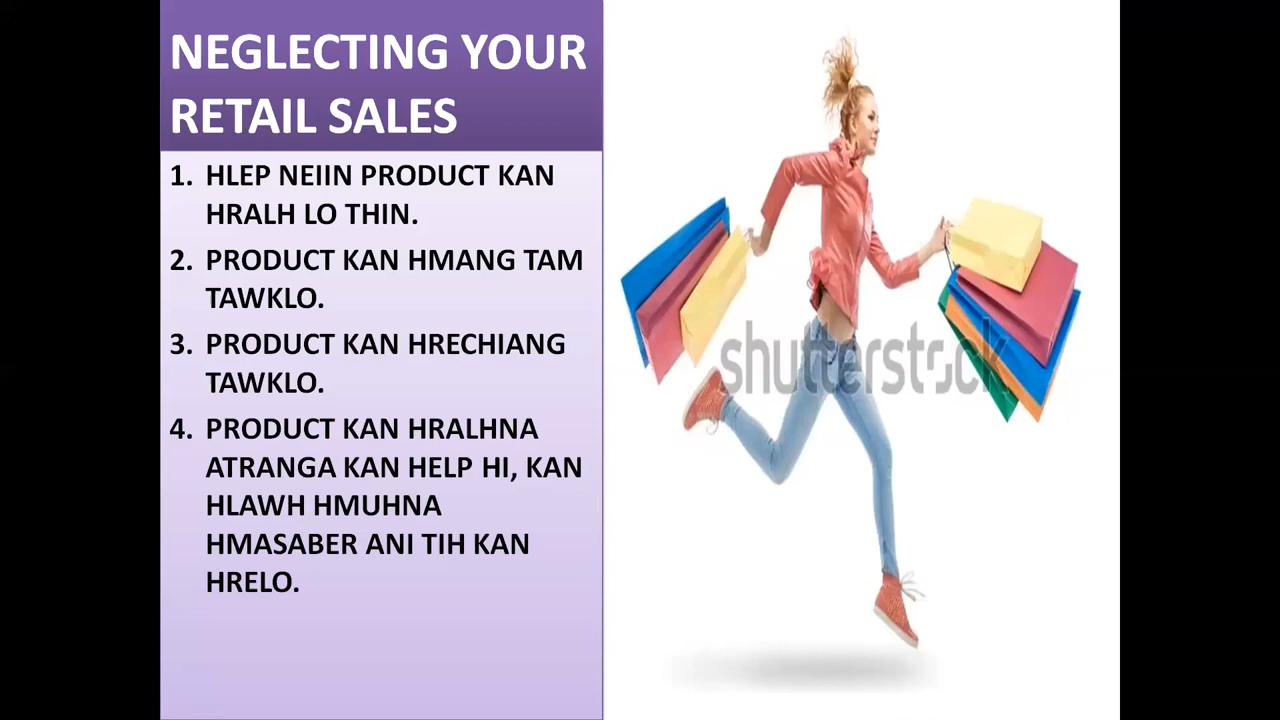 NEGLECTING YOUR
RETAIL SALES
1. HLEP NEIIN PRODUCT KAN
HRALH LO THIN.
2. PRODUCT KAN HMANG TAM
TAWKLO.
3. PRODUCT KAN HRECHIANG
TAWKLO.
4. PRODUCT KAN HRALHNA
ATRANGA KAN HELP HI, KAN
HLAWH HMUHNA
HMASABER ANI TIH KAN
HRELO.
shutterstock